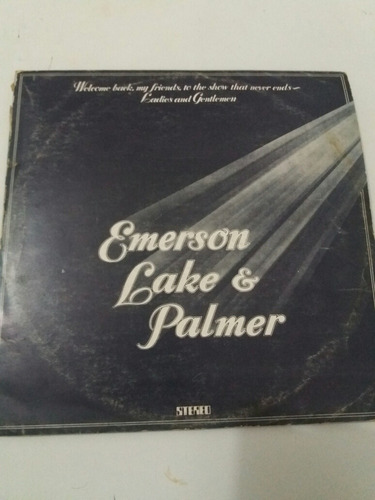 Welcome back, my friends, to the show that never ends~
Ladies and Gentlemen
Emerson
Lake &
Palmer
STEREO